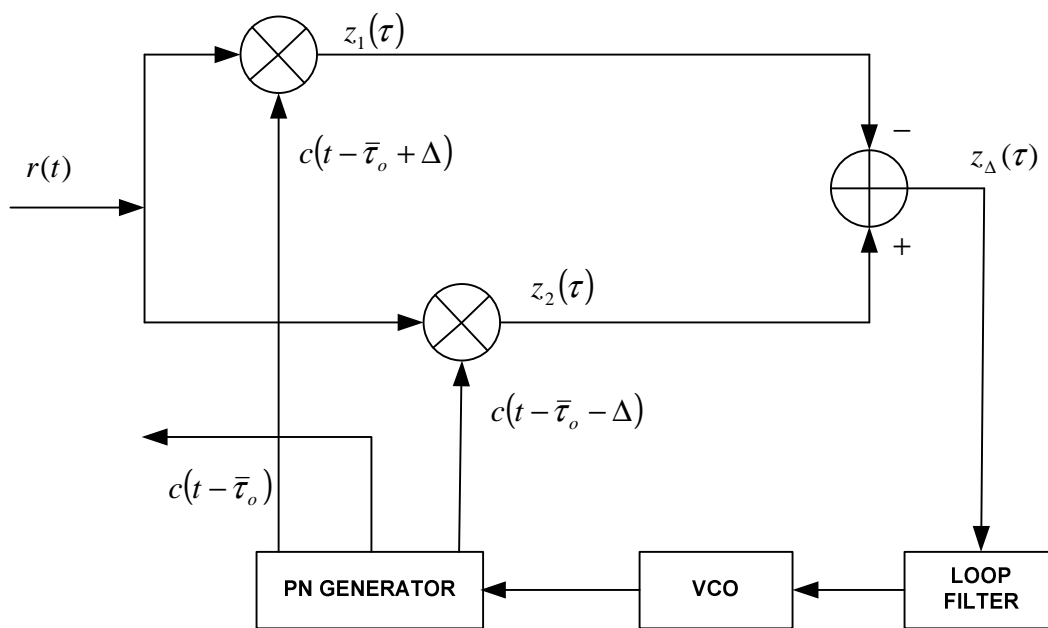 z₁(τ)
c(t − τ̄ₒ + Δ)
−
r(t)
z_Δ(τ)
+
z₂(τ)
c(t − τ̄ₒ − Δ)
c(t − τ̄ₒ)
PN GENERATOR
VCO
LOOP
FILTER